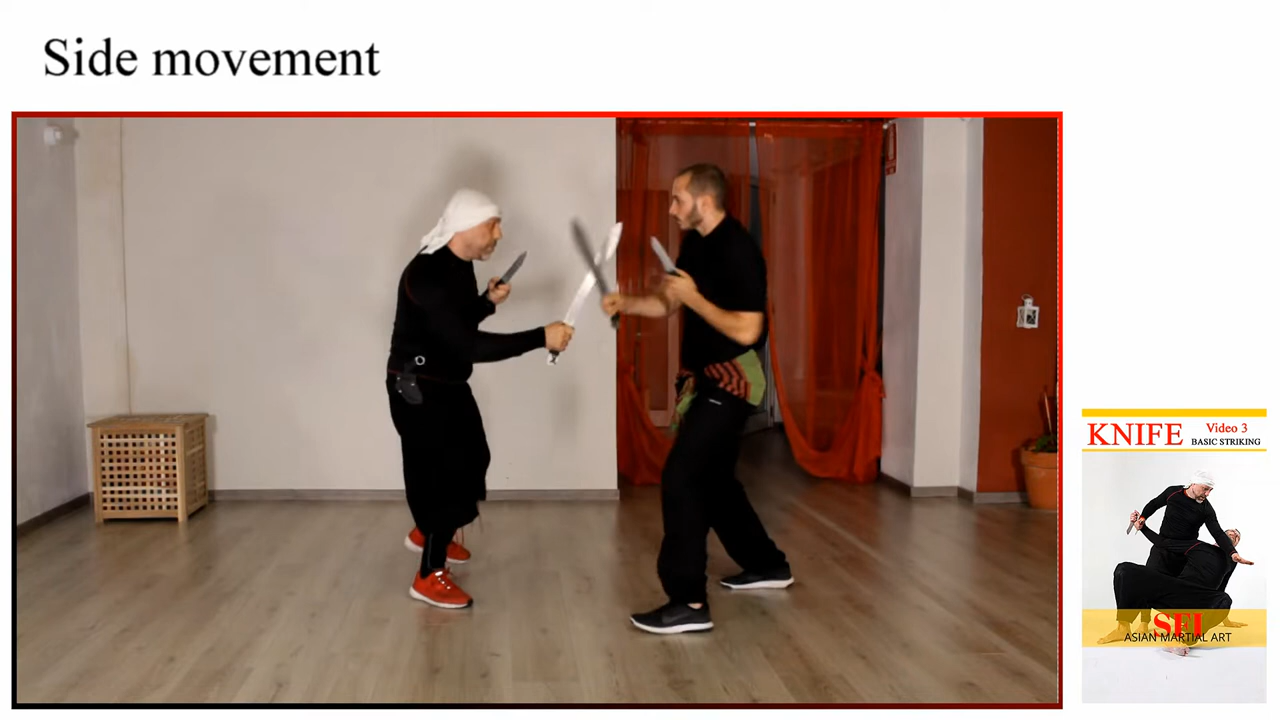 Side movement
KNIFE
Video 3
BASIC STRIKING
SFI
ASIAN MARTIAL ART